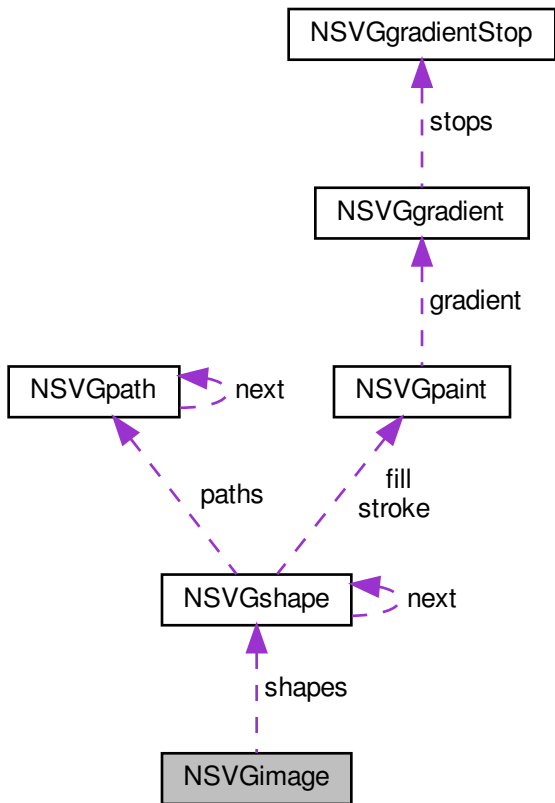 NSVGgradientStop
stops
NSVGgradient
gradient
NSVGpath
next
NSVGpaint
paths
fill
stroke
NSVGshape
next
shapes
NSVGimage